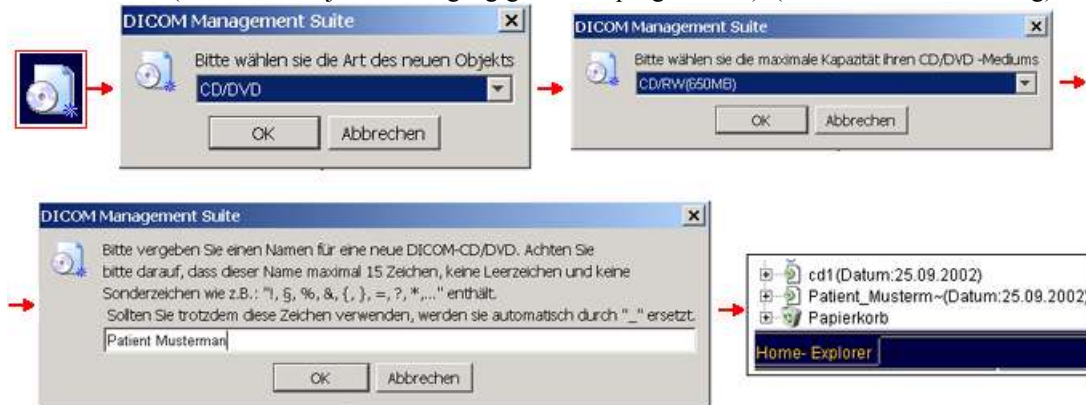 DICOM Management Suite
Bitte wählen sie die Art des neuen Objekts
CD/DVD
OK Abbrechen
DICOM Management Suite
Bitte wählen sie die maximale Kapazität ihren CD/DVD -Mediums
CD/RW(650MB)
OK Abbrechen
DICOM Management Suite
Bitte vergeben Sie einen Namen für eine neue DICOM-CD/DVD. Achten Sie
bitte darauf, dass dieser Name maximal 15 Zeichen, keine Leerzeichen und keine
Sonderzeichen wie z.B.: "!, §, %, &, {, }, =, ?, *,..." enthält.
Sollten Sie trotzdem diese Zeichen verwenden, werden sie automatisch durch "_" ersetzt.
Patient Musterman
OK Abbrechen
cd1(Datum:25.09.2002)
Patient_Musterm~(Datum:25.09.2002)
Papierkorb
Home- Explorer